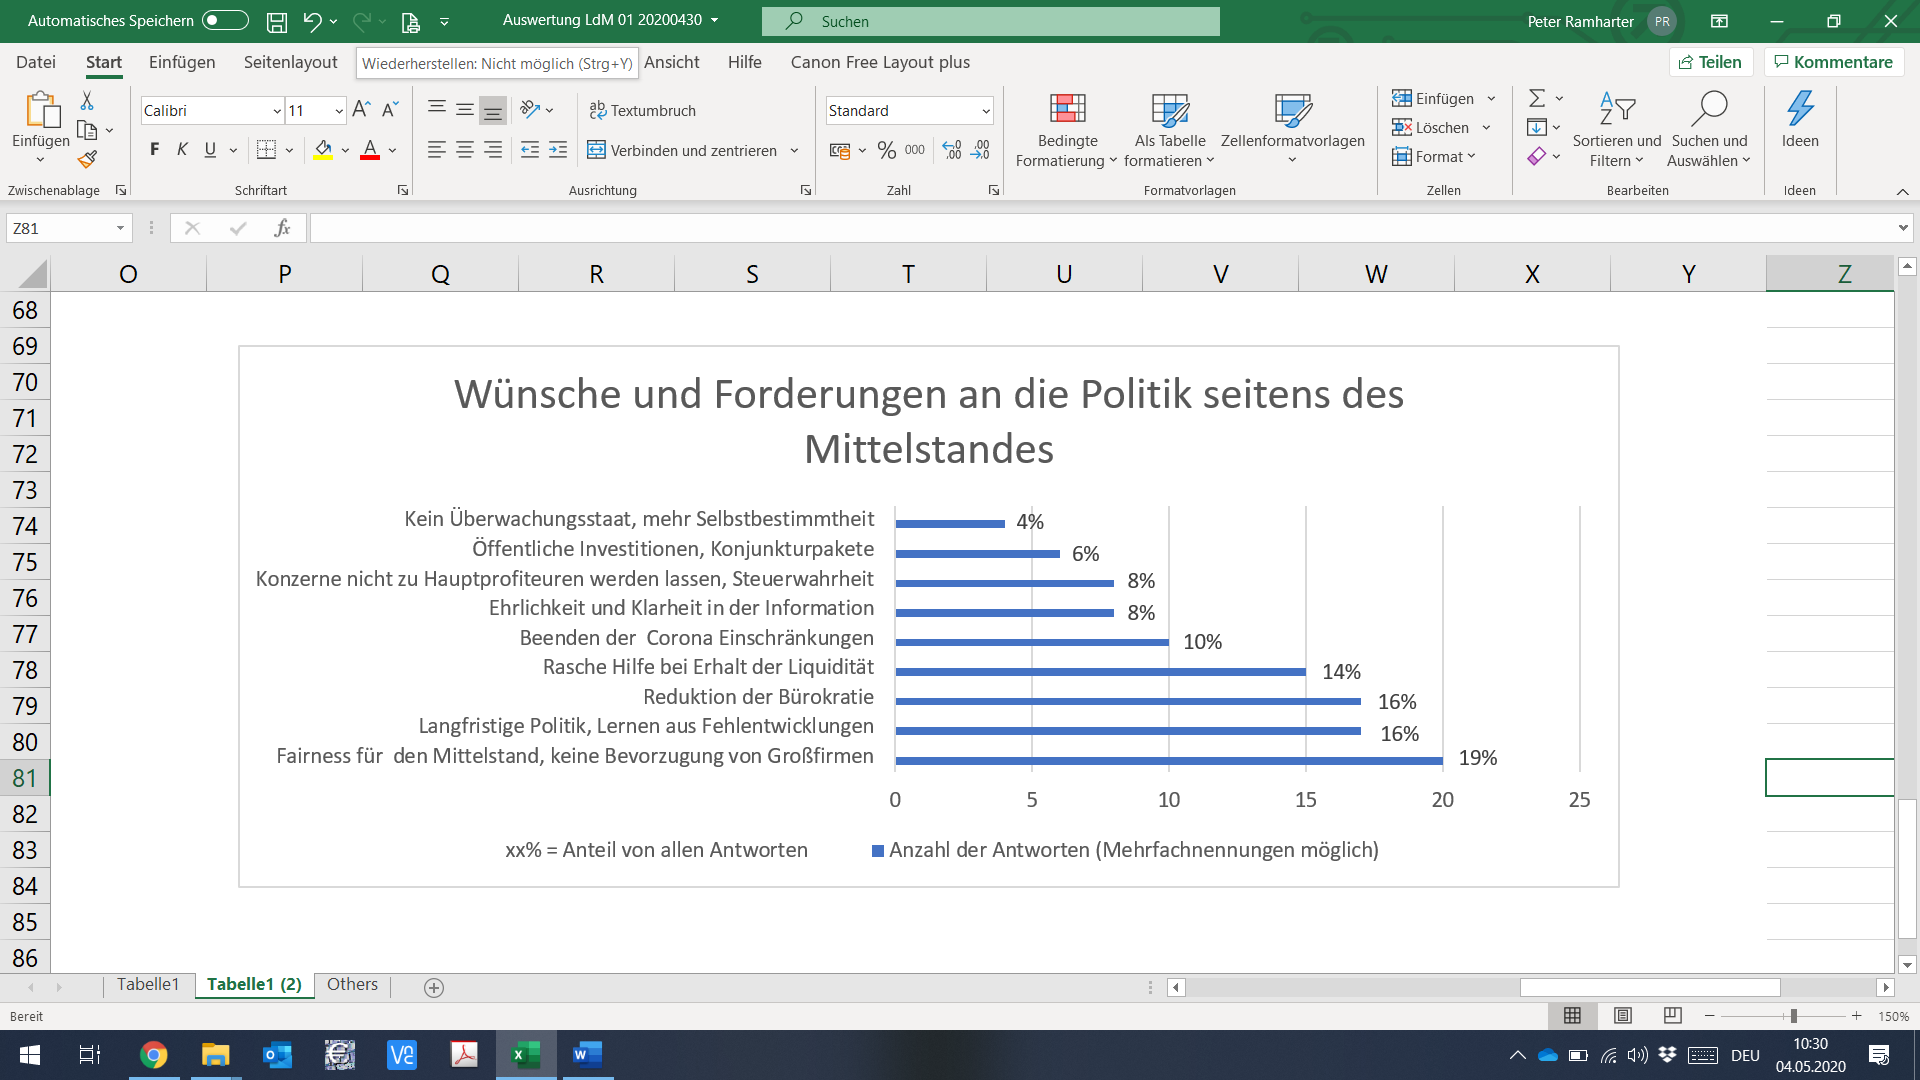 Automatisches Speichern
Auswertung LdM 01 20200430
Suchen
Peter Ramharter
PR
Datei
Start
Einfügen
Seitenlayout
Wiederherstellen: Nicht möglich (Strg+Y)
Ansicht
Hilfe
Canon Free Layout plus
Teilen
Kommentare
Einfügen
Zwischenablage
Calibri
11
F K U
Schriftart
Textumbruch
Verbinden und zentrieren
Ausrichtung
Standard
% 000
Zahl
Bedingte
Formatierung
Als Tabelle
formatieren
Zellenformatvorlagen
Formatvorlagen
Einfügen
Löschen
Format
Zellen
Sortieren und
Filtern
Suchen und
Auswählen
Bearbeiten
Ideen
Ideen
Z81
fx
O P Q R S T U V W X Y Z
68
69
70
71
72
73
74
75
76
77
78
79
80
81
82
83
84
85
86
Wünsche und Forderungen an die Politik seitens des
Mittelstandes
Kein Überwachungsstaat, mehr Selbstbestimmtheit 4%
Öffentliche Investitionen, Konjunkturpakete 6%
Konzerne nicht zu Hauptprofiteuren werden lassen, Steuerwahrheit 8%
Ehrlichkeit und Klarheit in der Information 8%
Beenden der  Corona Einschränkungen 10%
Rasche Hilfe bei Erhalt der Liquidität 14%
Reduktion der Bürokratie 16%
Langfristige Politik, Lernen aus Fehlentwicklungen 16%
Fairness für  den Mittelstand, keine Bevorzugung von Großfirmen 19%
0 5 10 15 20 25
xx% = Anteil von allen Antworten
Anzahl der Antworten (Mehrfachnennungen möglich)
Tabelle1
Tabelle1 (2)
Others
Bereit
150%
DEU
10:30
04.05.2020